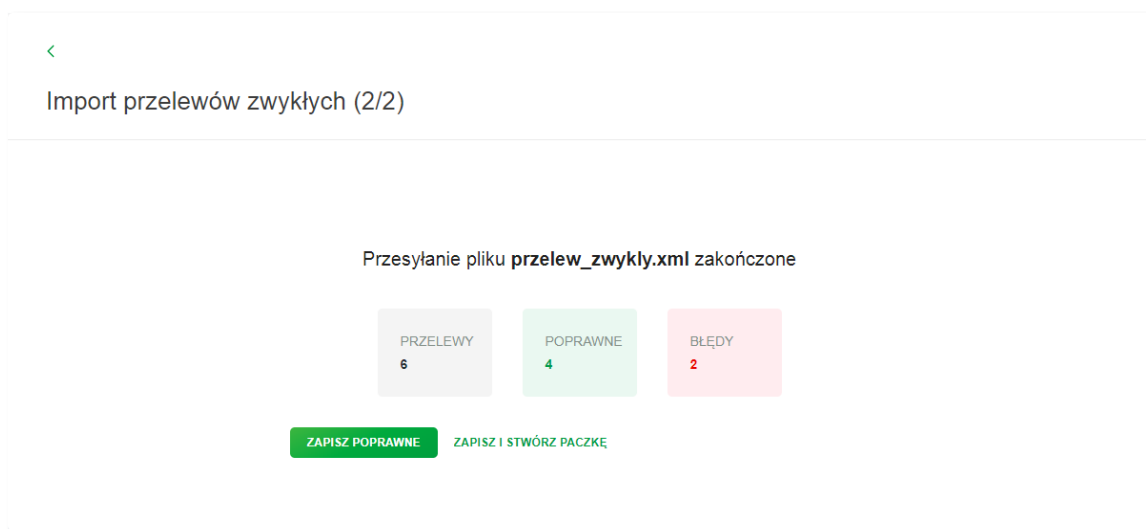 Import przelewów zwykłych (2/2)
Przesyłanie pliku przelew_zwykly.xml zakończone
PRZELEWY
6
POPRAWNE
4
BŁĘDY
2
ZAPISZ POPRAWNE
ZAPISZ I STWÓRZ PACZKĘ